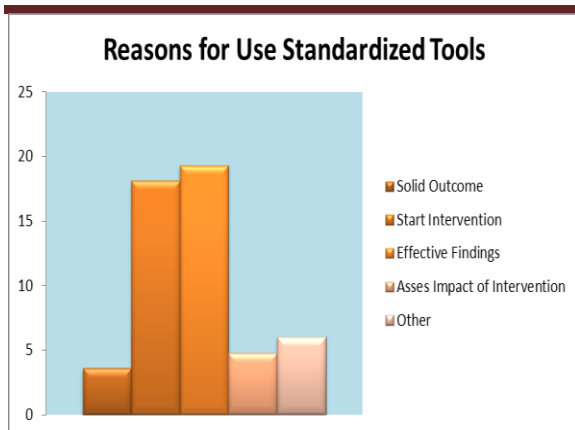 Reasons for Use Standardized Tools
25
20
15
10
5
0
Solid Outcome
Start Intervention
Effective Findings
Asses Impact of Intervention
Other